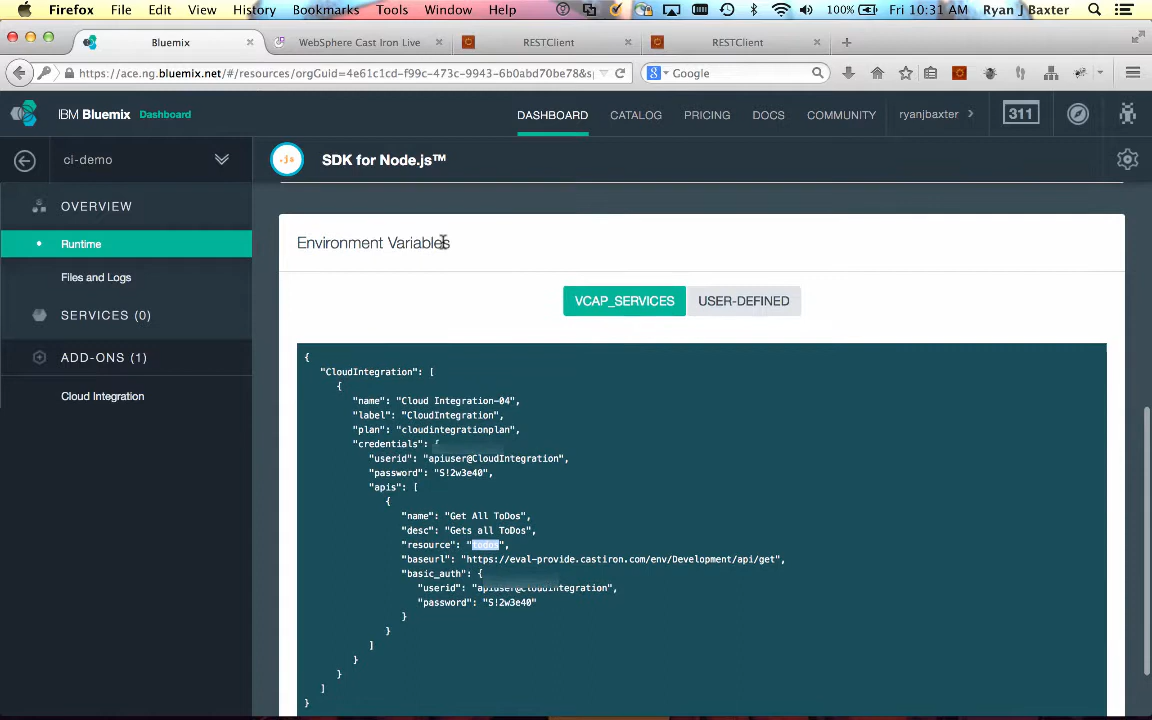 Firefox File Edit View History Bookmarks Tools Window Help 100% Fri 10:31 AM Ryan J Baxter
Bluemix WebSphere Cast Iron Live RESTClient RESTClient
https://ace.ng.bluemix.net/#/resources/orgGuid=4e61c1cd-f99c-473c-9943-6b0abd70be78&s Google
IBM Bluemix Dashboard DASHBOARD CATALOG PRICING DOCS COMMUNITY ryanjbaxter 311
ci-demo SDK for Node.js™
OVERVIEW
Runtime
Files and Logs
SERVICES (0)
ADD-ONS (1)
Cloud Integration
Environment Variables
VCAP_SERVICES USER-DEFINED
{
"CloudIntegration": [
{
"name": "Cloud Integration-04",
"label": "CloudIntegration",
"plan": "cloudintegrationplan",
"credentials": {
"userid": "apiuser@CloudIntegration",
"password": "S!2w3e40",
"apis": [
{
"name": "Get All ToDos",
"desc": "Gets all ToDos",
"resource": "todos",
"baseurl": "https://eval-provide.castiron.com/env/Development/api/get",
"basic_auth": {
"userid": "apiuser@CloudIntegration",
"password": "S!2w3e40"
}
}
]
}
}
]
}